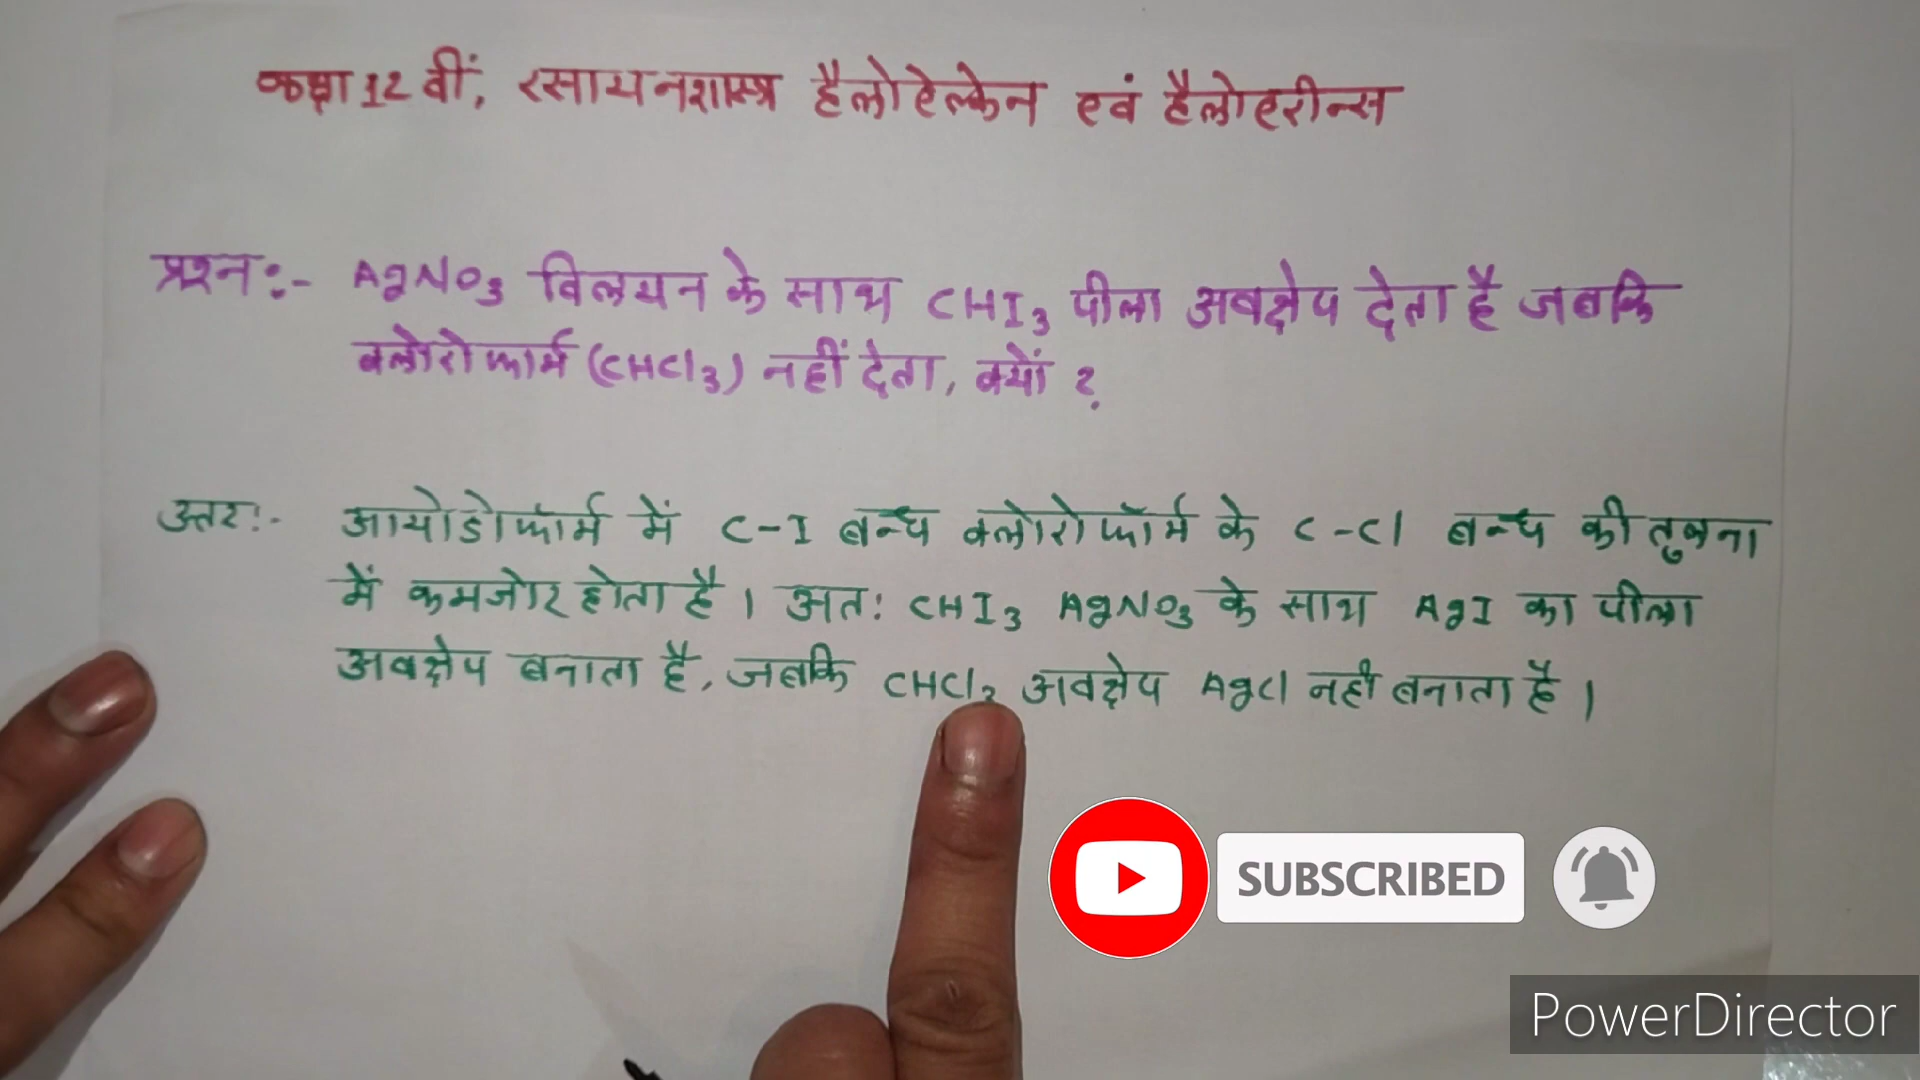 कक्षा 12 वीं, रसायनशास्त्र हैलोऐल्केन एवं हैलोएरीन्स
प्रश्न:- AgNO₃ विलयन के साथ CHI₃ पीला अवक्षेप देता है जबकि
क्लोरोफार्म (CHCl₃) नहीं देता, क्यों ?
उत्तर:- आयोडोफॉर्म में C-I बन्ध क्लोरोफॉर्म के C-Cl बन्ध की तुलना
में कमजोर होता है। अत: CHI₃ AgNO₃ के साथ AgI का पीला
अवक्षेप बनाता है, जबकि CHCl₃ अवक्षेप AgCl नहीं बनाता है।
SUBSCRIBED
PowerDirector